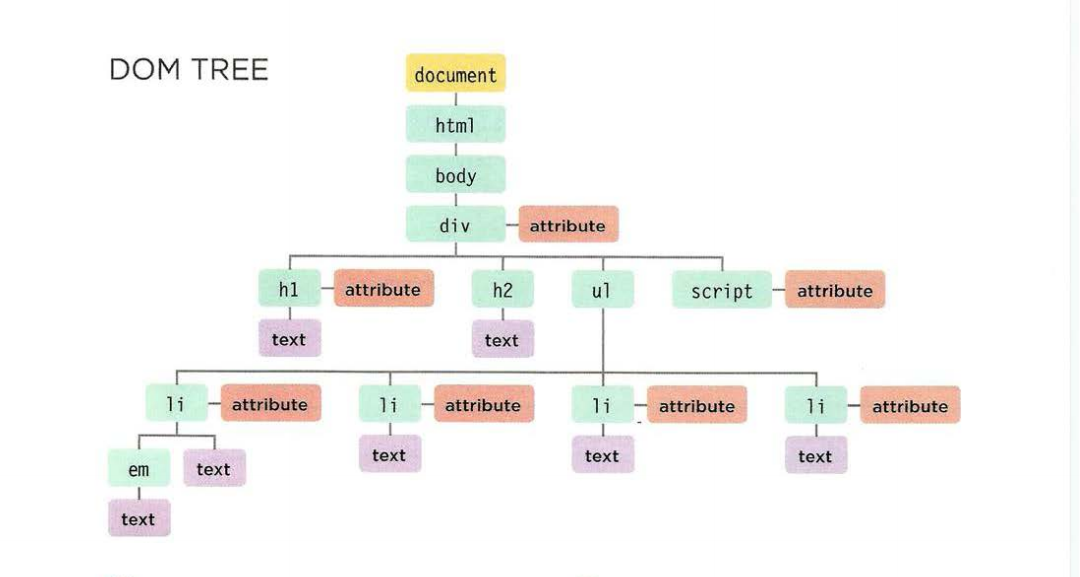 DOM TREE
document
html
body
div attribute
h1 attribute h2 ul script attribute
text text
li attribute li attribute li attribute li attribute
text text text
em text
text